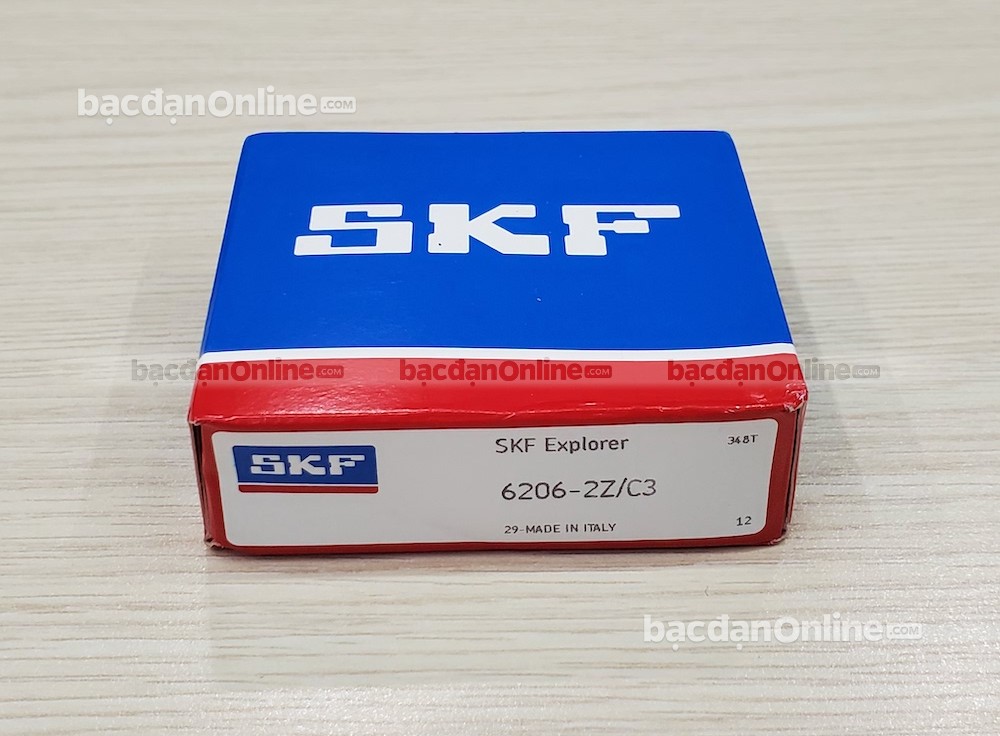 bạcđạnOnline.com
SKF
bạcđạnOnline.com bạcđạnOnline.com bạcđạnOnline.com
SKF
SKF Explorer
348T
6206-2Z/C3
29-MADE IN ITALY
12
bạcđạnOnline.com